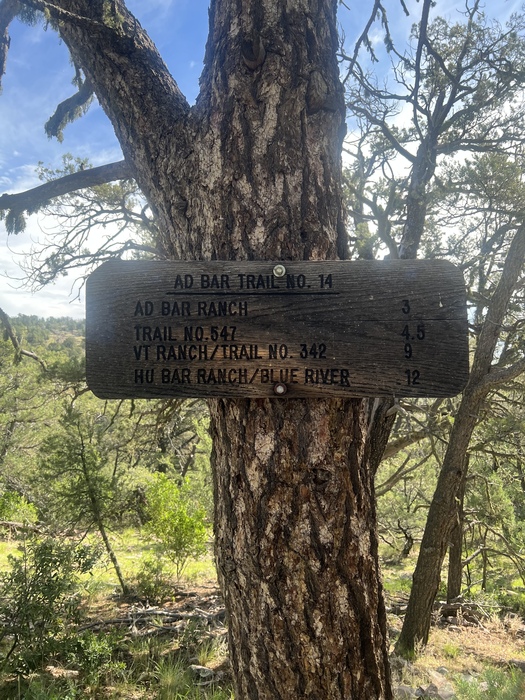 AD BAR TRAIL NO. 14
AD BAR RANCH 3
TRAIL NO.547 4.5
VT RANCH/TRAIL NO. 342 9
HU BAR RANCH/BLUE RIVER 12